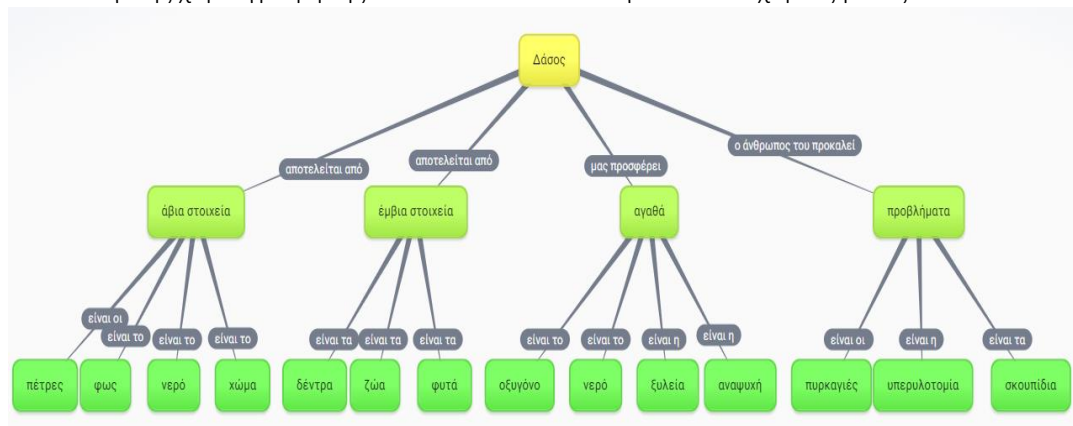 Δάσος
ο άνθρωπος του προκαλεί
αποτελείται από
αποτελείται από
μας προσφέρει
άβια στοιχεία
έμβια στοιχεία
αγαθά
προβλήματα
είναι οι
είναι το
είναι το
είναι το
είναι τα
είναι τα
είναι τα
είναι το
είναι το
είναι η
είναι η
είναι οι
είναι η
είναι τα
πέτρες
φως
νερό
χώμα
δέντρα
ζώα
φυτά
οξυγόνο
νερό
ξυλεία
αναψυχή
πυρκαγιές
υπερυλοτομία
σκουπίδια